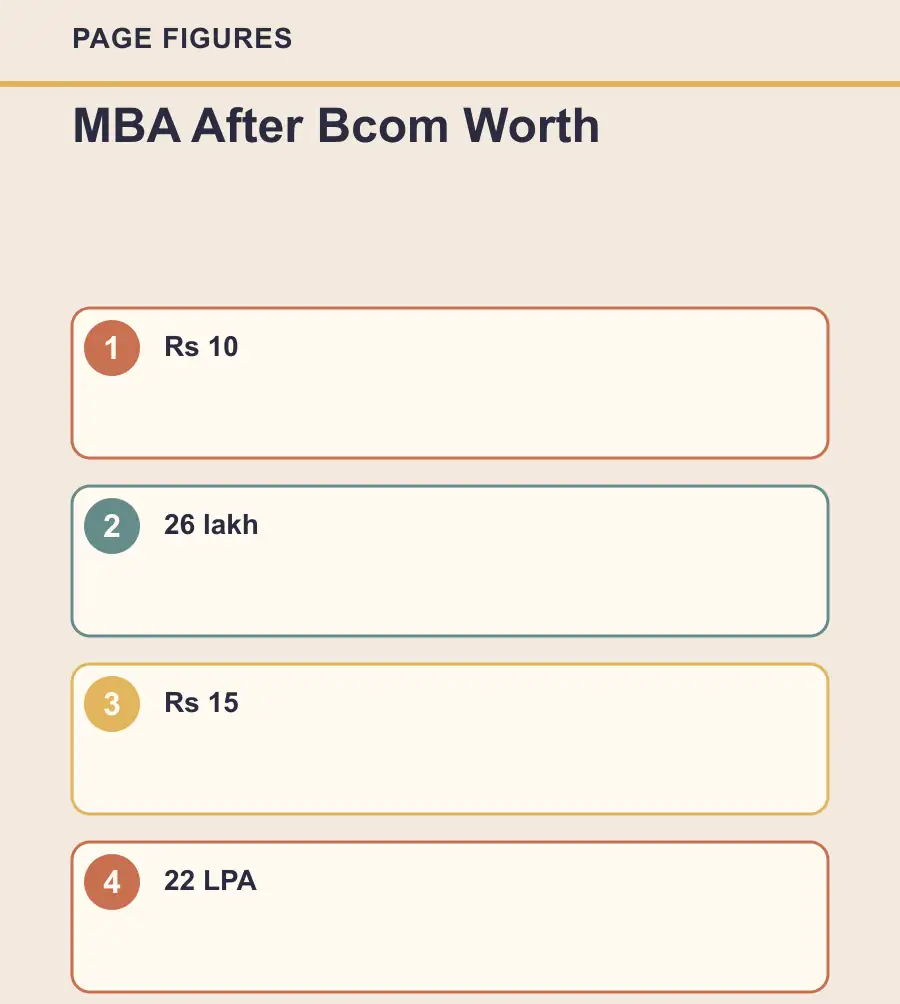 PAGE FIGURES
MBA After Bcom Worth
1 Rs 10
2 26 lakh
3 Rs 15
4 22 LPA